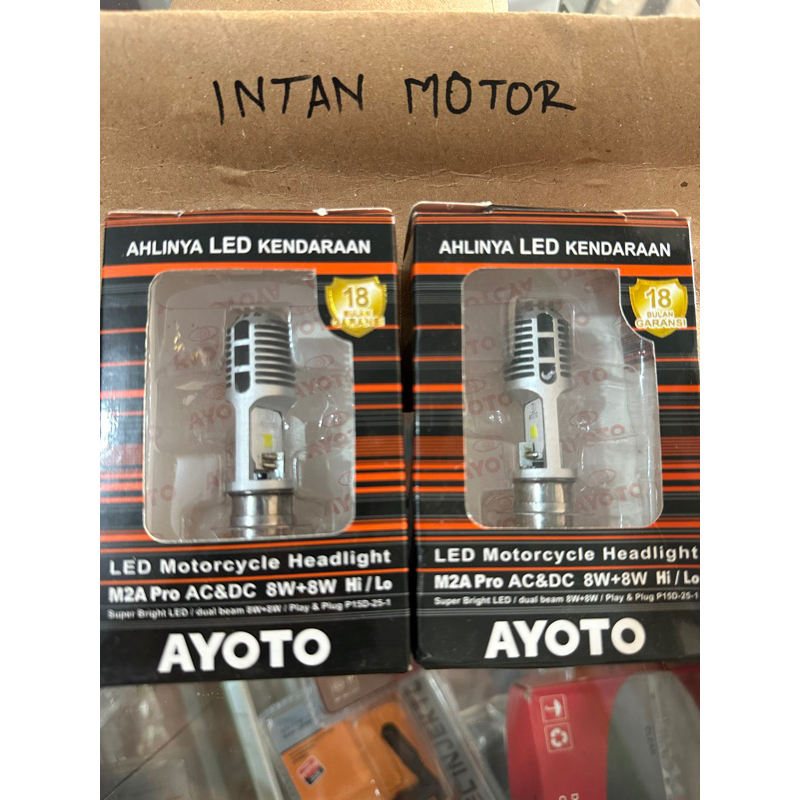 INTAN MOTOR
AHLINYA LED KENDARAAN
18
BULAN
GARANSI
AYOTO
LED Motorcycle Headlight
M2A Pro AC&DC 8W+8W Hi / Lo
Super Bright LED / dual beam 8W+8W / Play & Plug P15D-25-1
AYOTO
AHLINYA LED KENDARAAN
18
BULAN
GARANSI
AYOTO
AYOTO
LED Motorcycle Headlight
M2A Pro AC&DC 8W+8W Hi / Lo
Super Bright LED / dual beam 8W+8W / Play & Plug P15D-25-1
AYOTO